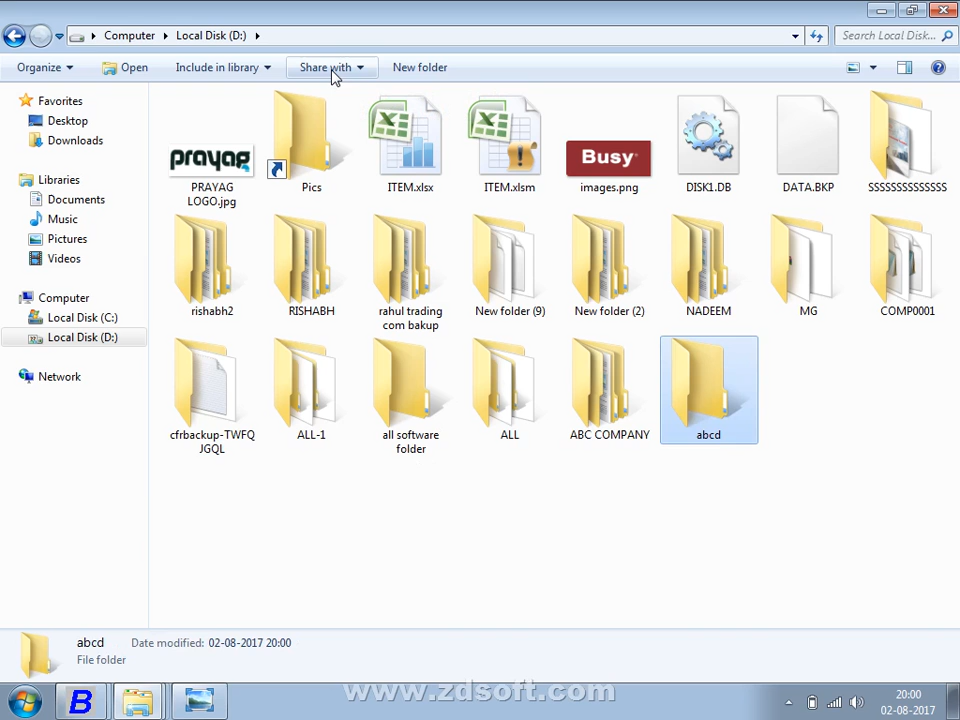 Computer
Local Disk (D:)
Search Local Disk...
Organize
Open
Include in library
Share with
New folder
Favorites
Desktop
Downloads
Libraries
Documents
Music
Pictures
Videos
Computer
Local Disk (C:)
Local Disk (D:)
Network
prayag
PRAYAG
LOGO.jpg
Pics
ITEM.xlsx
ITEM.xlsm
Busy
images.png
DISK1.DB
DATA.BKP
SSSSSSSSSSSSSS
rishabh2
RISHABH
rahul trading
com bakup
New folder (9)
New folder (2)
NADEEM
MG
COMP0001
cfrbackup-TWFQ
JGQL
ALL-1
all software
folder
ALL
ABC COMPANY
abcd
abcd
Date modified: 02-08-2017 20:00
File folder
B
www.zdsoft.com
20:00
02-08-2017